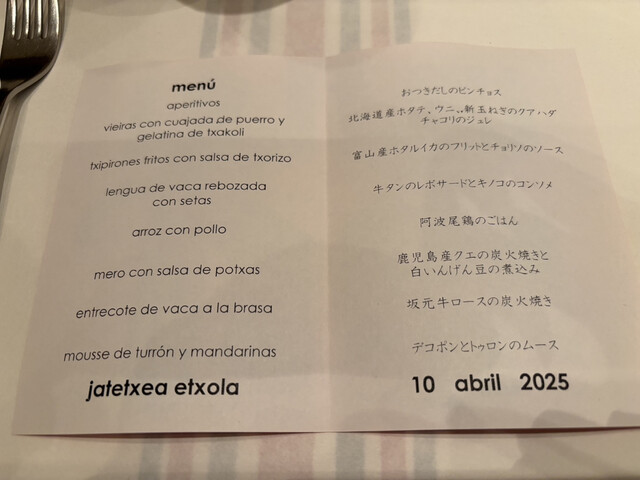 menú
aperitivos
vieiras con cuajada de puerro y
gelatina de txakoli
txipirones fritos con salsa de txorizo
lengua de vaca rebozada
con setas
arroz con pollo
mero con salsa de potxas
entrecote de vaca a la brasa
mousse de turrón y mandarinas
jatetxea etxola
おつきだしのピンチョス
北海道産ホタテ、ウニ、新玉ねぎのクアハダ
チャコリのジュレ
富山産ホタルイカのフリットとチョリソのソース
牛タンのレボサードとキノコのコンソメ
阿波尾鶏のごはん
鹿児島産クエの炭火焼きと
白いんげん豆の煮込み
坂元牛ロースの炭火焼き
デコポンとトゥロンのムース
10 abril 2025